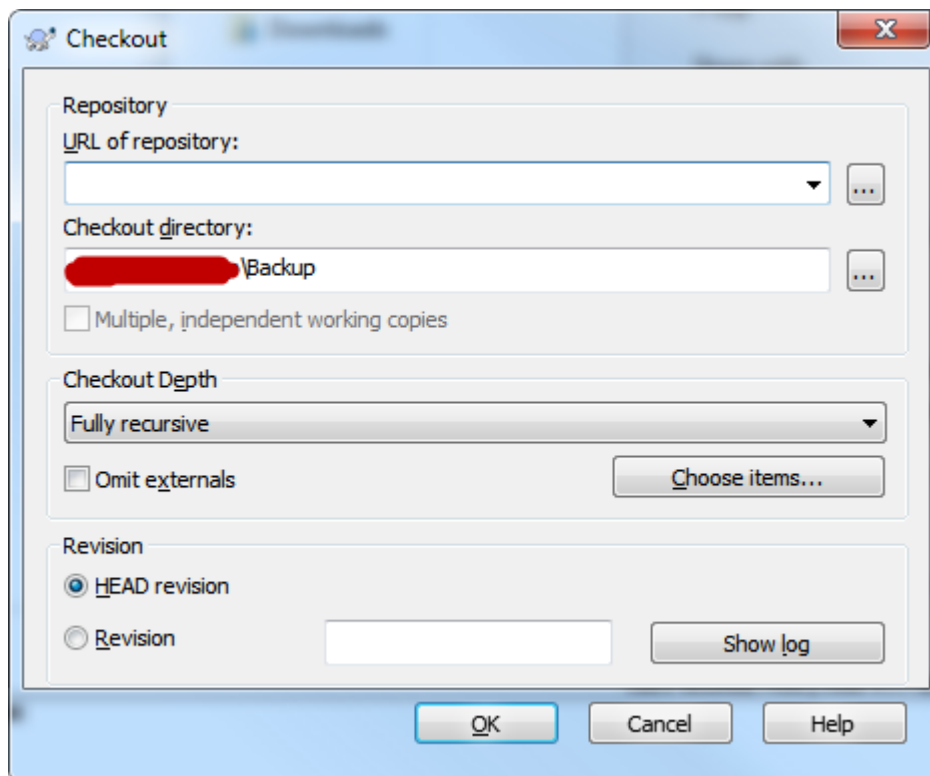 Checkout
Repository
URL of repository:
...
Checkout directory:
\Backup
...
Multiple, independent working copies
Checkout Depth
Fully recursive
Omit externals
Choose items...
Revision
HEAD revision
Revision
Show log
OK
Cancel
Help